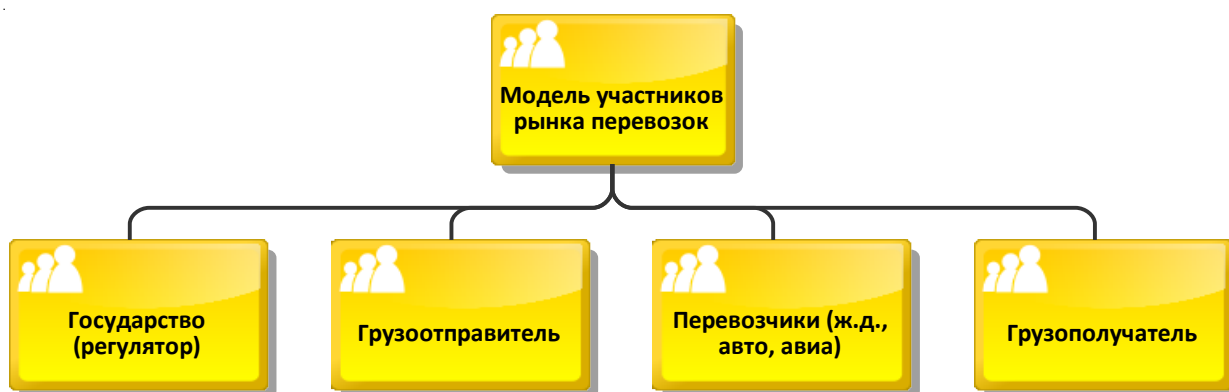 .
Модель участников
рынка перевозок
Государство
(регулятор)
Грузоотправитель
Перевозчики (ж.д.,
авто, авиа)
Грузополучатель